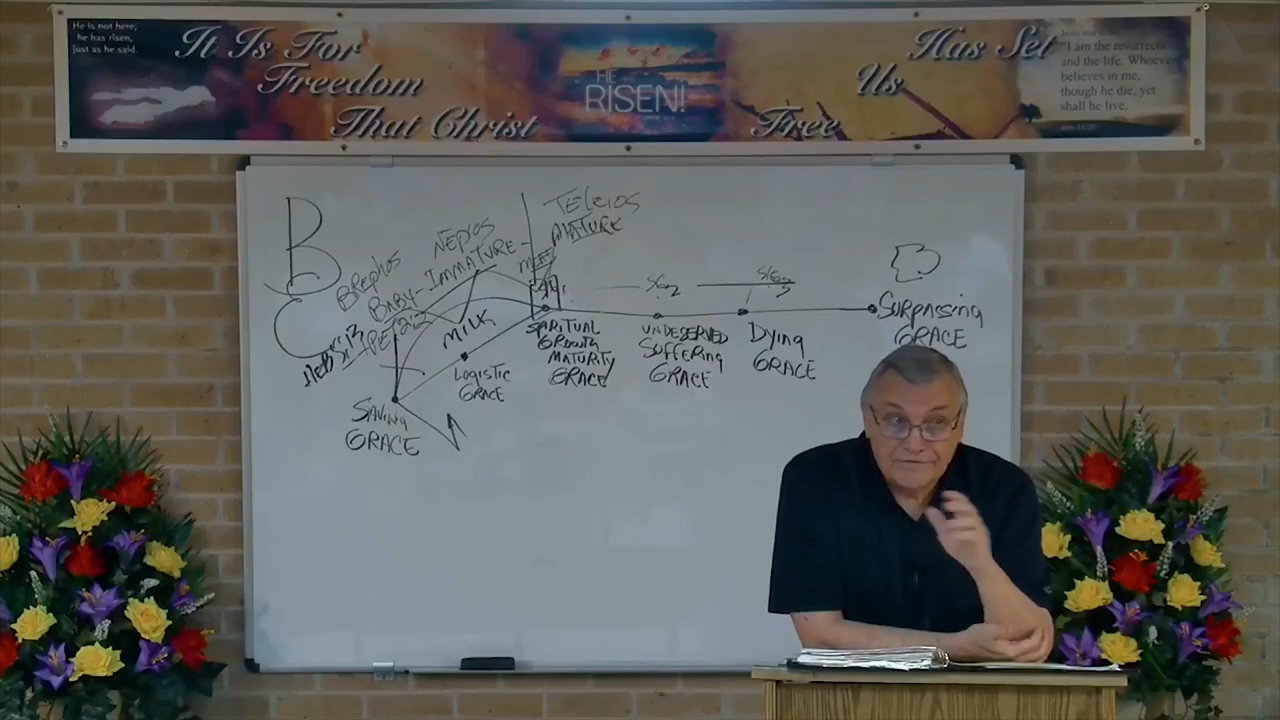 He is not here,
he has risen,
just as he said.
It Is For
Freedom
That Christ
HE
RISEN!
Has Set
Us
Free
"I am the resurrect
and the life. Whoev
believes in me,
though he die, yet
shall he live,
B
C
TELEIOS
MATURE
NEPIOS
IMMATURE
BREPHOS
BABY-
MILK
SAVING
GRACE
LOGISTIC
GRACE
SPIRITUAL
GROWTH
MATURITY
GRACE
UNDESERVED
SUFFERING
GRACE
DYING
GRACE
SURPASSING
GRACE